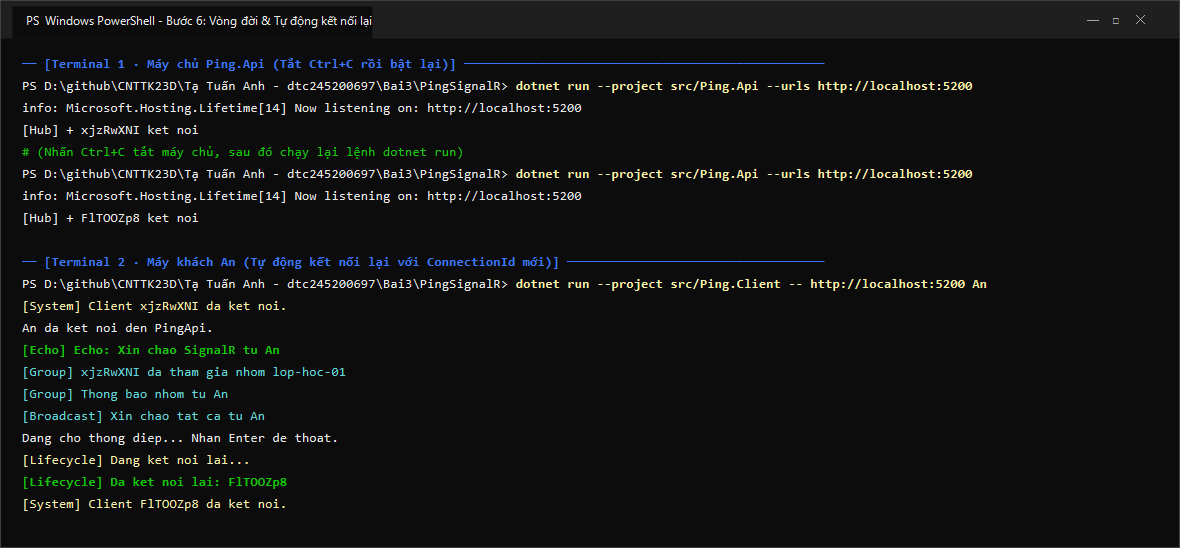 PS Windows PowerShell - Bước 6: Vòng đời & Tự động kết nối lại
── [Terminal 1 - Máy chủ Ping.Api (Tắt Ctrl+C rồi bật lại)] ──
PS D:\github\CNTTK23D\Tạ Tuấn Anh - dtc245200697\Bai3\PingSignalR> dotnet run --project src/Ping.Api --urls http://localhost:5200
info: Microsoft.Hosting.Lifetime[14] Now listening on: http://localhost:5200
[Hub] + xjzRwXNI ket noi
# (Nhấn Ctrl+C tắt máy chủ, sau đó chạy lại lệnh dotnet run)
PS D:\github\CNTTK23D\Tạ Tuấn Anh - dtc245200697\Bai3\PingSignalR> dotnet run --project src/Ping.Api --urls http://localhost:5200
info: Microsoft.Hosting.Lifetime[14] Now listening on: http://localhost:5200
[Hub] + FlTOOZp8 ket noi
── [Terminal 2 - Máy khách An (Tự động kết nối lại với ConnectionId mới)] ──
PS D:\github\CNTTK23D\Tạ Tuấn Anh - dtc245200697\Bai3\PingSignalR> dotnet run --project src/Ping.Client -- http://localhost:5200 An
[System] Client xjzRwXNI da ket noi.
An da ket noi den PingApi.
[Echo] Echo: Xin chao SignalR tu An
[Group] xjzRwXNI da tham gia nhom lop-hoc-01
[Group] Thong bao nhom tu An
[Broadcast] Xin chao tat ca tu An
Dang cho thong diep... Nhan Enter de thoat.
[Lifecycle] Dang ket noi lai...
[Lifecycle] Da ket noi lai: FlTOOZp8
[System] Client FlTOOZp8 da ket noi.